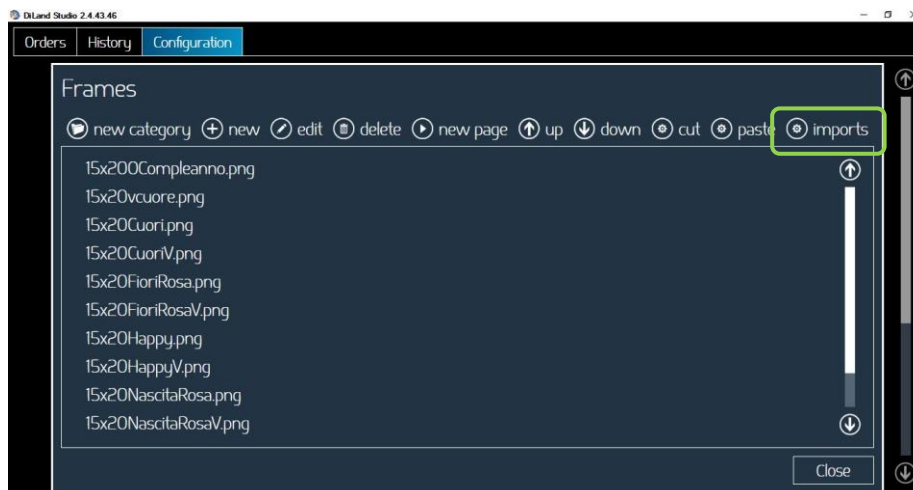 DiLand Studio 2.4.43.46
Orders History Configuration
Frames
new category new edit delete new page up down cut paste imports
15x20OCompleanno.png
15x20vcuore.png
15x20Cuori.png
15x20CuoriV.png
15x20FioriRosa.png
15x20FioriRosaV.png
15x20Happy.png
15x20HappyV.png
15x20NascitaRosa.png
15x20NascitaRosaV.png
Close